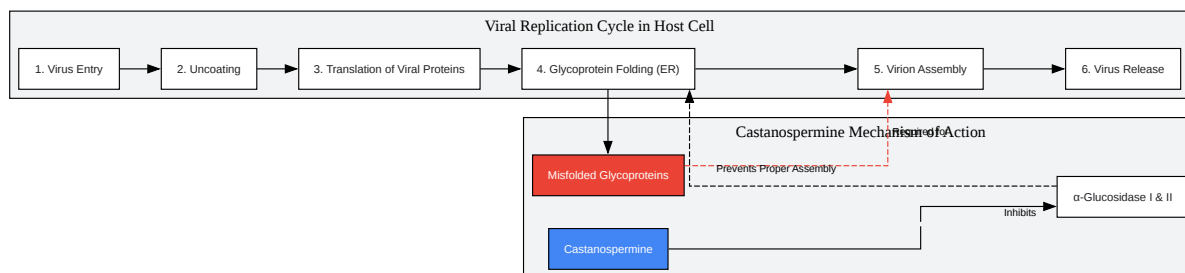 Viral Replication Cycle in Host Cell
1. Virus Entry
2. Uncoating
3. Translation of Viral Proteins
4. Glycoprotein Folding (ER)
5. Virion Assembly
6. Virus Release
Castanospermine Mechanism of Action
Required for
Misfolded Glycoproteins
Prevents Proper Assembly
α-Glucosidase I & II
Inhibits
Castanospermine